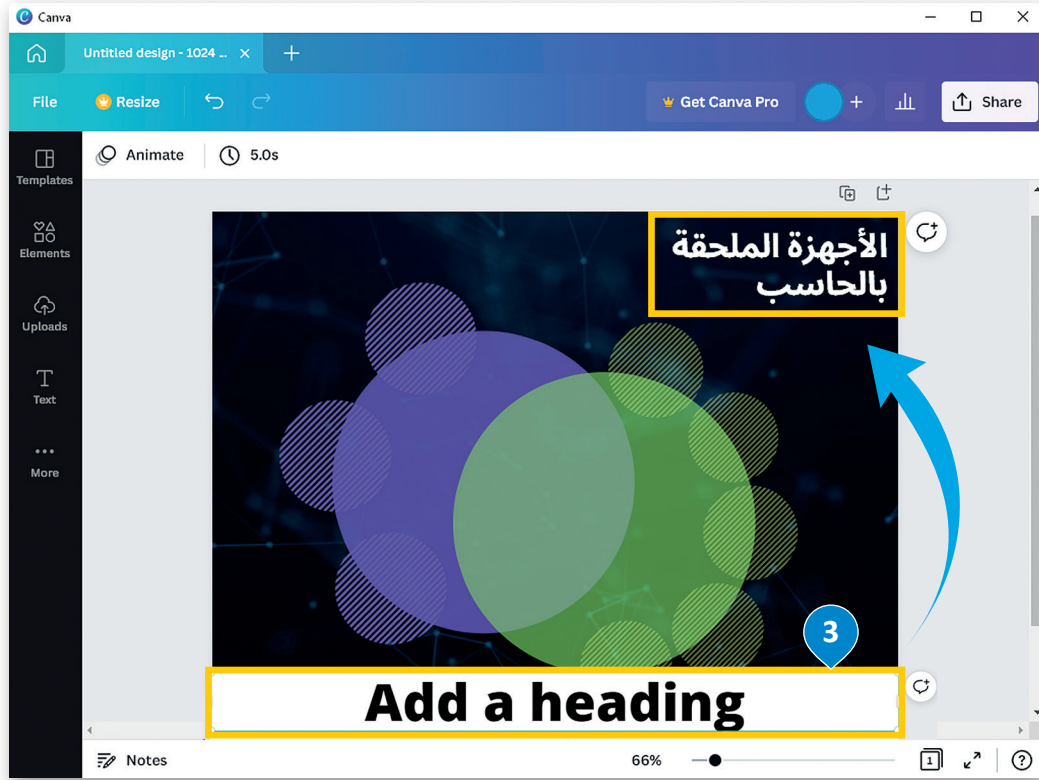 Canva
Untitled design - 1024 ...
File
Resize
Get Canva Pro
Share
Animate
5.0s
Templates
Elements
Uploads
Text
More
الأجهزة الملحقة
بالحاسب
3
Add a heading
Notes
66%
1
?